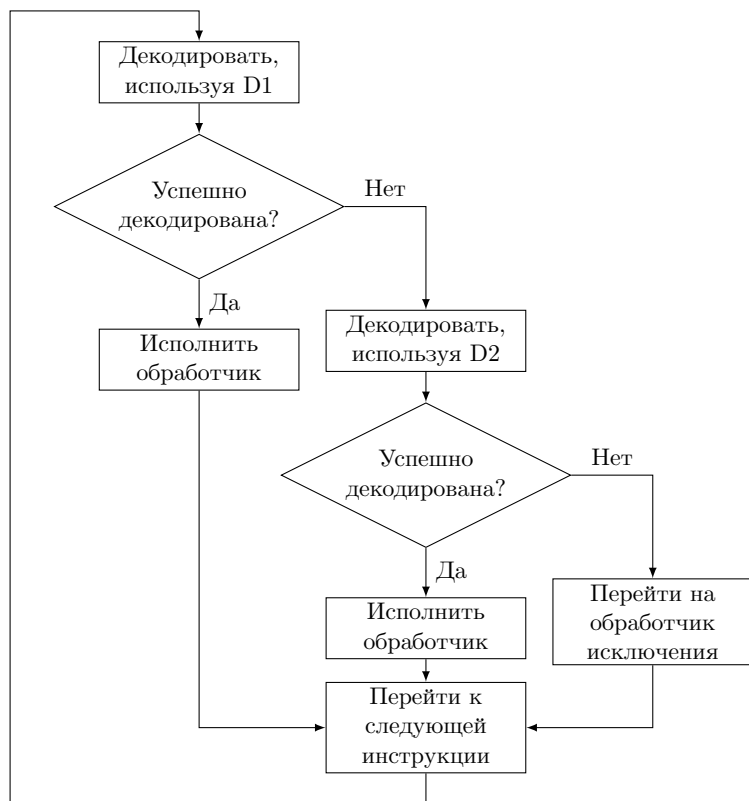 Декодировать,
используя D1
Успешно
декодирована?
Нет
Да
Исполнить
обработчик
Декодировать,
используя D2
Успешно
декодирована?
Нет
Да
Исполнить
обработчик
Перейти на
обработчик
исключения
Перейти к
следующей
инструкции